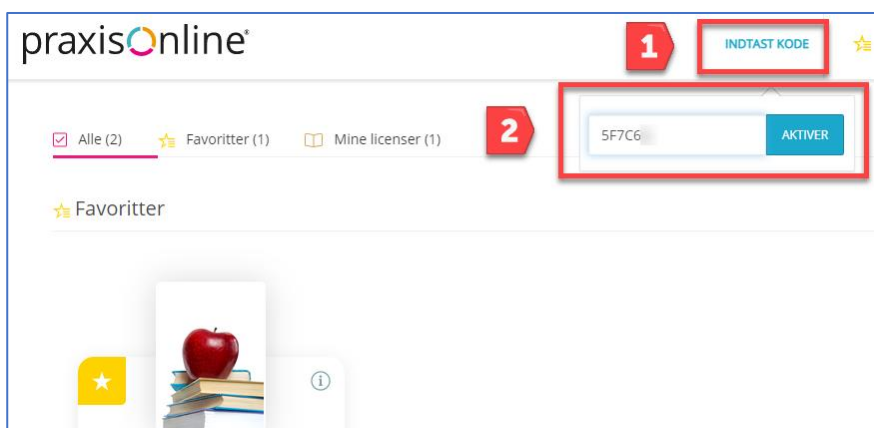 praxisOnline®
1
INDTAST KODE
2
5F7C6
AKTIVER
Alle (2)
Favoritter (1)
Mine licenser (1)
Favoritter